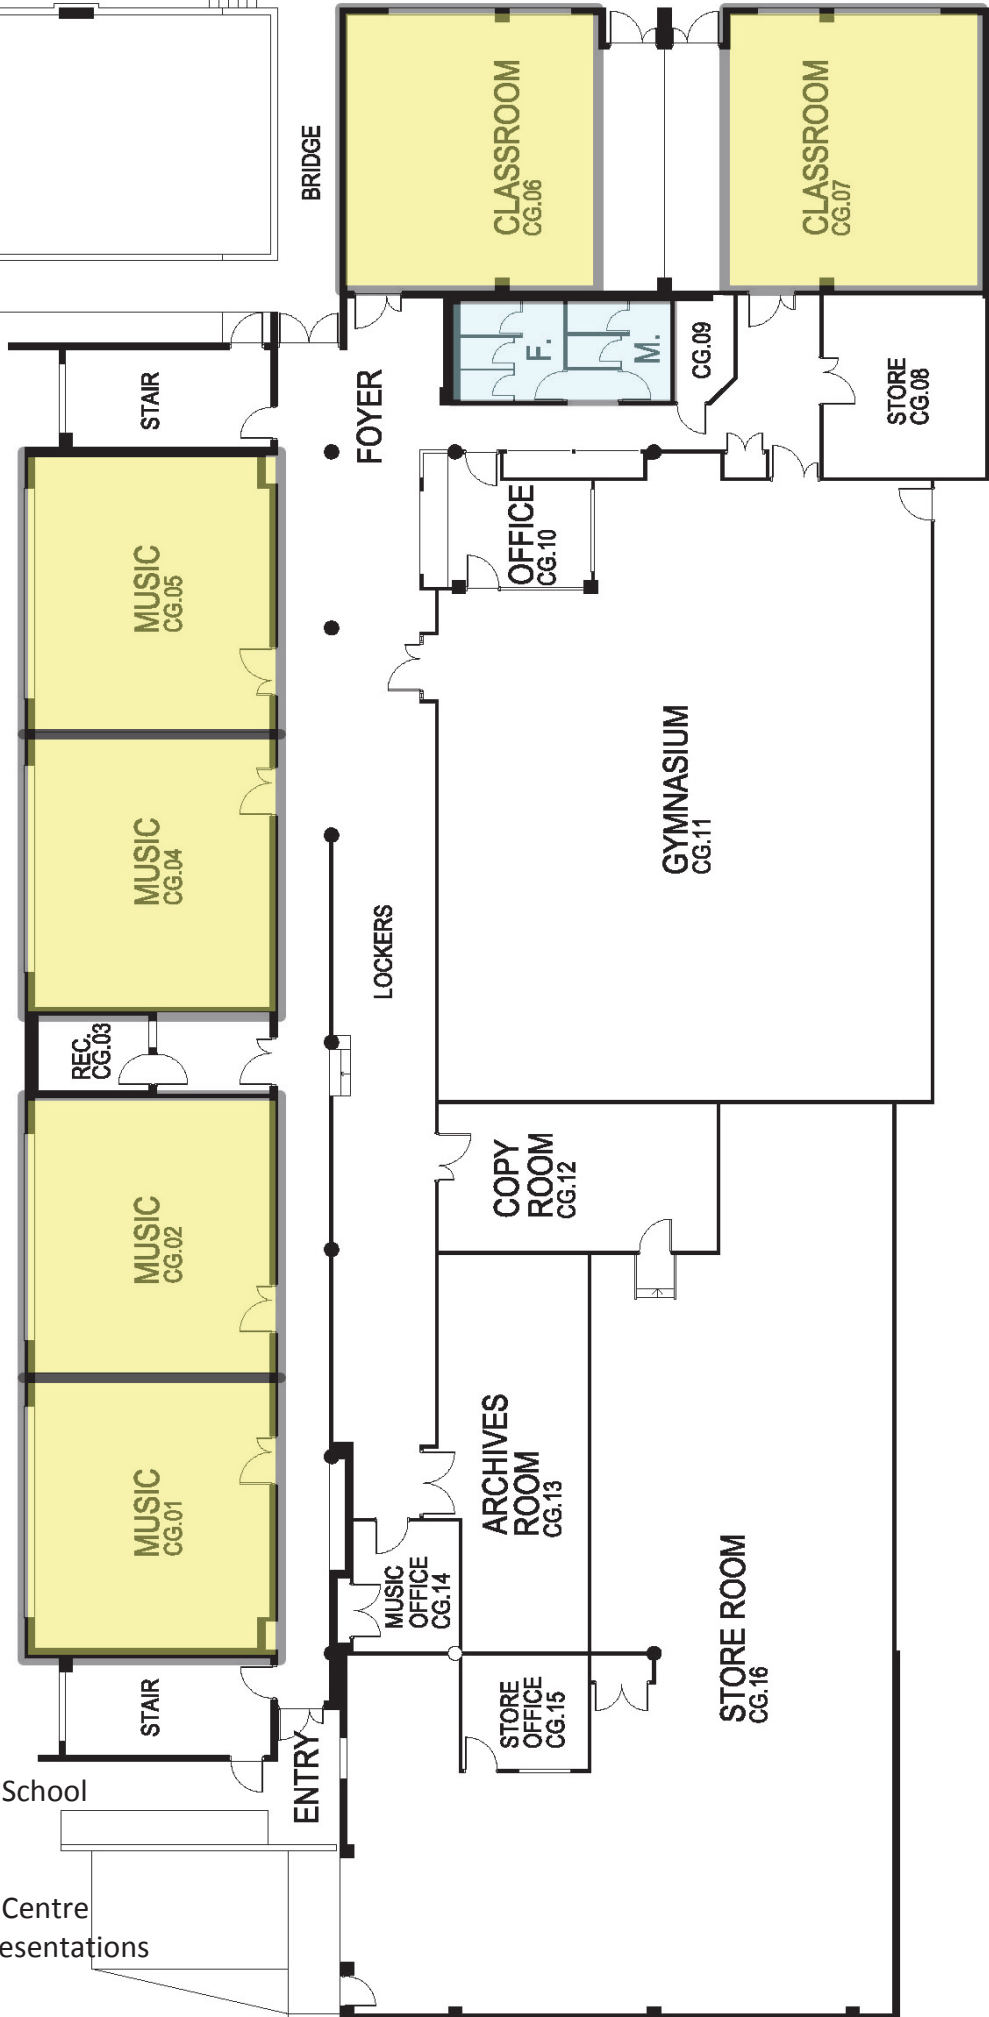 BRIDGE
CLASSROOM
CG.06
CLASSROOM
CG.07
STAIR
FOYER
F.
M.
CG.09
STORE
CG.08
MUSIC
CG.05
OFFICE
CG.10
MUSIC
CG.04
GYMNASIUM
CG.11
LOCKERS
REC.
CG.03
MUSIC
CG.02
COPY
ROOM
CG.12
MUSIC
CG.01
ARCHIVES
ROOM
CG.13
MUSIC
OFFICE
CG.14
STORE ROOM
CG.16
STAIR
STORE
OFFICE
CG.15
ENTRY
School
Centre
esentations